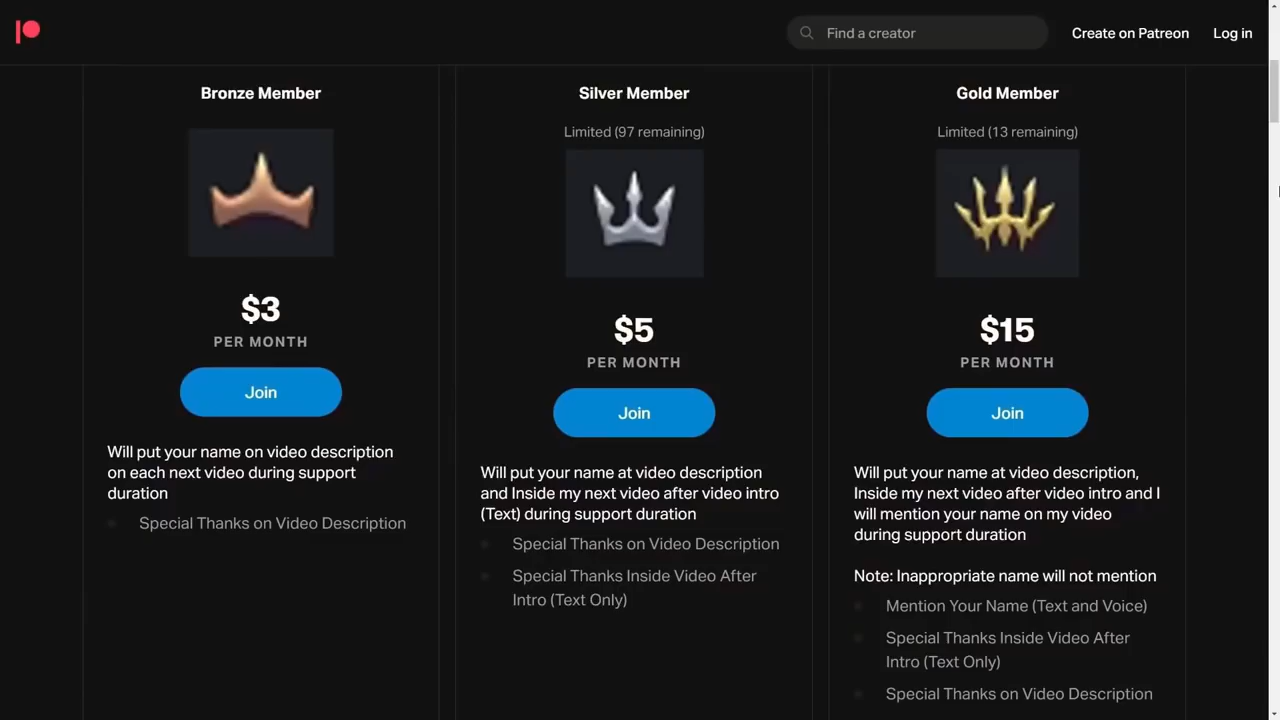 Find a creator
Create on Patreon
Log in
Bronze Member
$3
PER MONTH
Join
Will put your name on video description
on each next video during support
duration
Special Thanks on Video Description
Silver Member
Limited (97 remaining)
$5
PER MONTH
Join
Will put your name at video description
and Inside my next video after video intro
(Text) during support duration
Special Thanks on Video Description
Special Thanks Inside Video After
Intro (Text Only)
Gold Member
Limited (13 remaining)
$15
PER MONTH
Join
Will put your name at video description,
Inside my next video after video intro and I
will mention your name on my video
during support duration
Note: Inappropriate name will not mention
Mention Your Name (Text and Voice)
Special Thanks Inside Video After
Intro (Text Only)
Special Thanks on Video Description